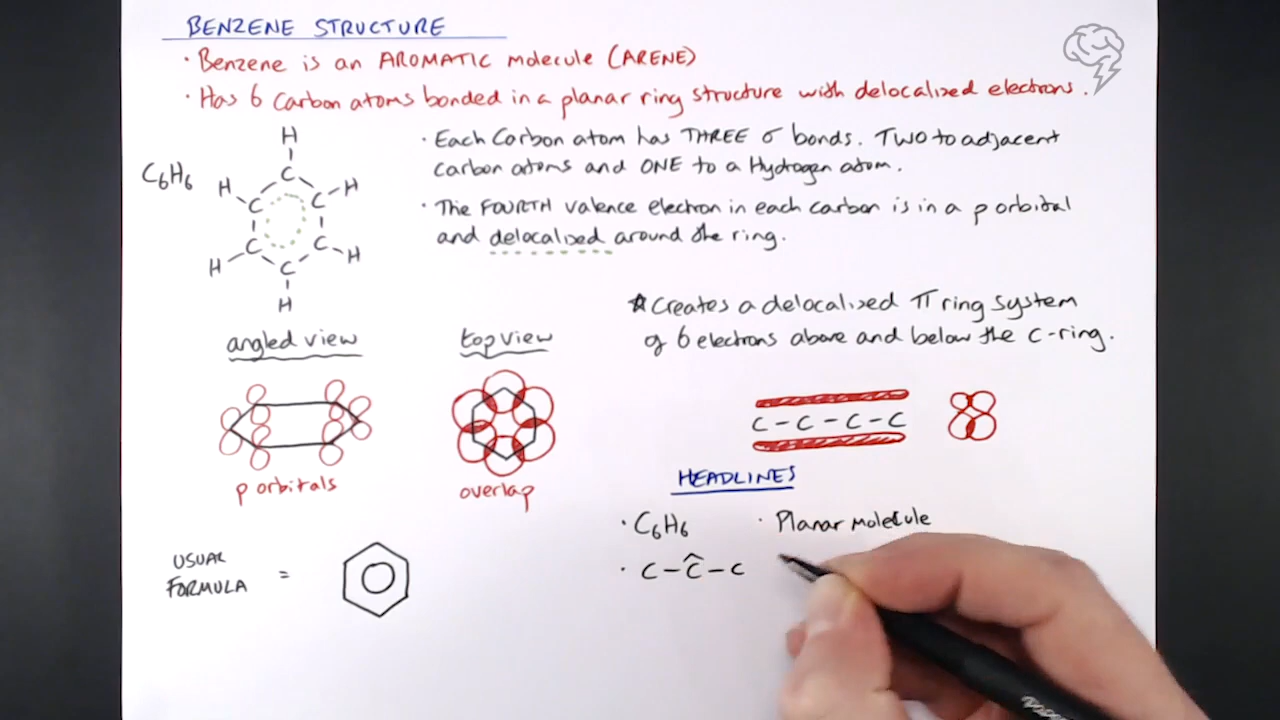 BENZENE STRUCTURE
· Benzene is an AROMATIC molecule (ARENE)
· Has 6 Carbon atoms bonded in a planar ring structure with delocalised electrons.
C₆H₆
H
H C H
C C
C C
H C H
H
· Each Carbon atom has THREE σ bonds. TWO to adjacent
carbon atoms and ONE to a Hydrogen atom.
· The FOURTH valence electron in each carbon is in a p orbital
and delocalised around the ring.
* Creates a delocalised π ring system
of 6 electrons above and below the C-ring.
angled view
p orbitals
top view
overlap
C - C - C - C
USUAL
FORMULA =
HEADLINES
· C₆H₆
· Planar molecule
· C - Ĉ - C